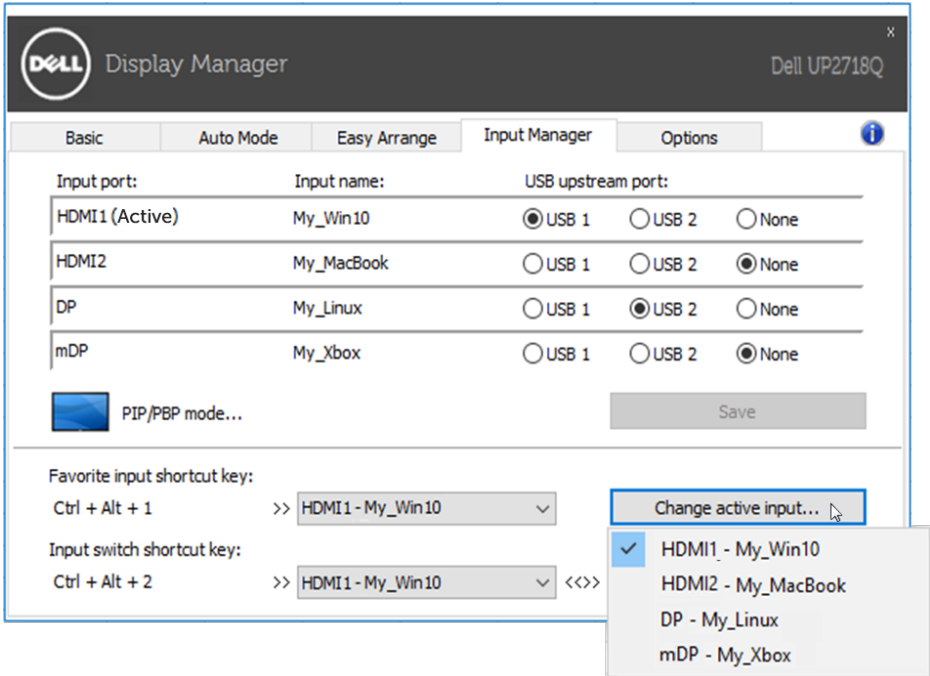 DELL Display Manager
x
Dell UP2718Q
Basic Auto Mode Easy Arrange Input Manager Options
Input port: Input name: USB upstream port:
HDMI1 (Active) My_Win10 USB 1 USB 2 None
HDMI2 My_MacBook USB 1 USB 2 None
DP My_Linux USB 1 USB 2 None
mDP My_Xbox USB 1 USB 2 None
PIP/PBP mode... Save
Favorite input shortcut key:
Ctrl + Alt + 1 >> HDMI1 - My_Win10 Change active input...
Input switch shortcut key:
Ctrl + Alt + 2 >> HDMI1 - My_Win10 <<>>
HDMI1 - My_Win10
HDMI2 - My_MacBook
DP - My_Linux
mDP - My_Xbox